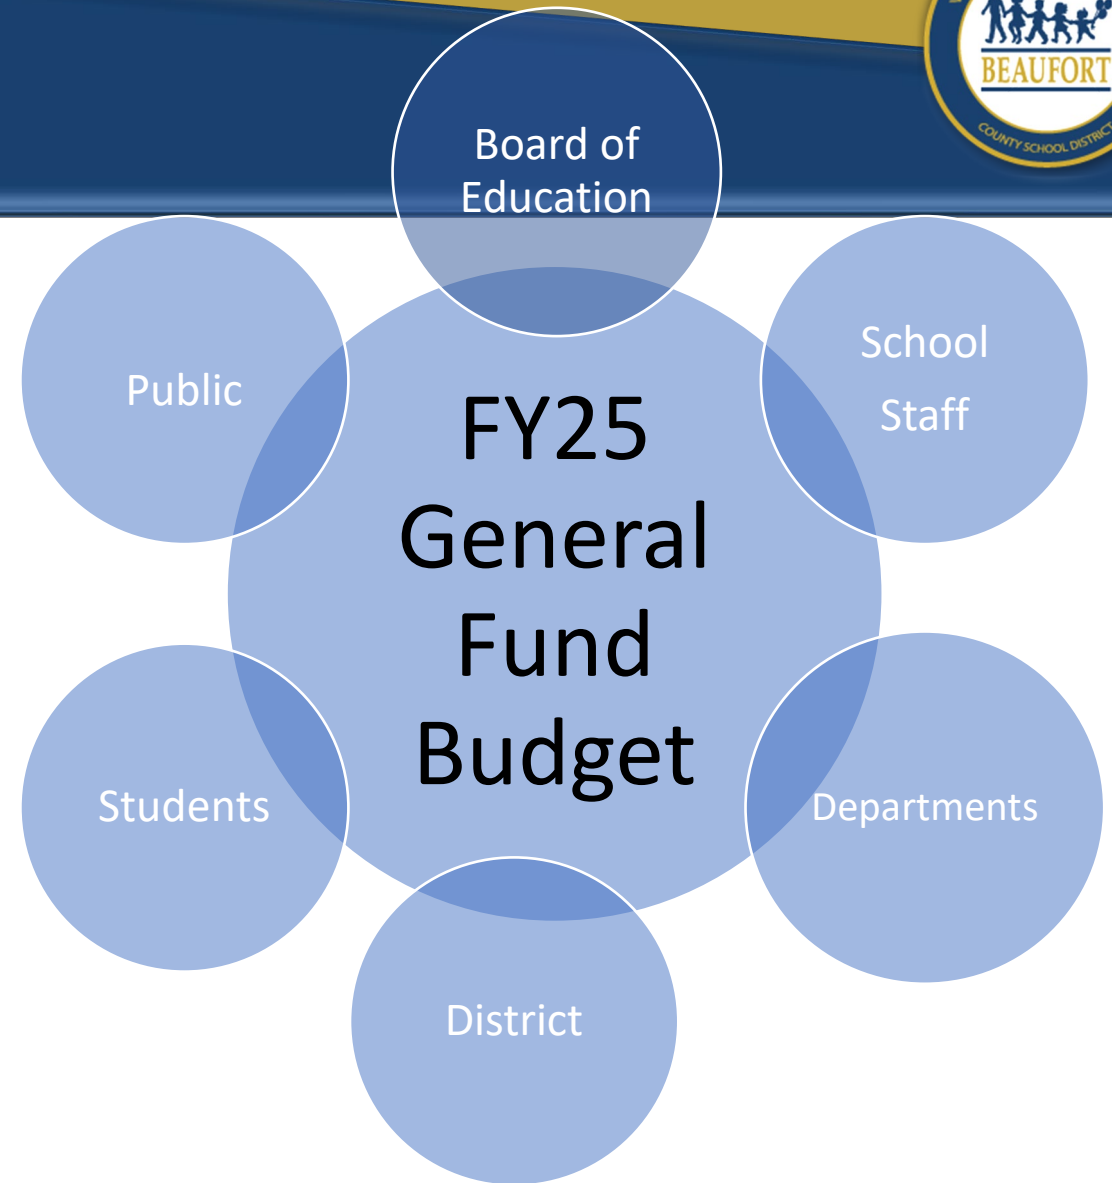 BEAUFORT
COUNTY SCHOOL DISTRICT
Board of
Education
School
Staff
Public
FY25
General
Fund
Budget
Students
Departments
District